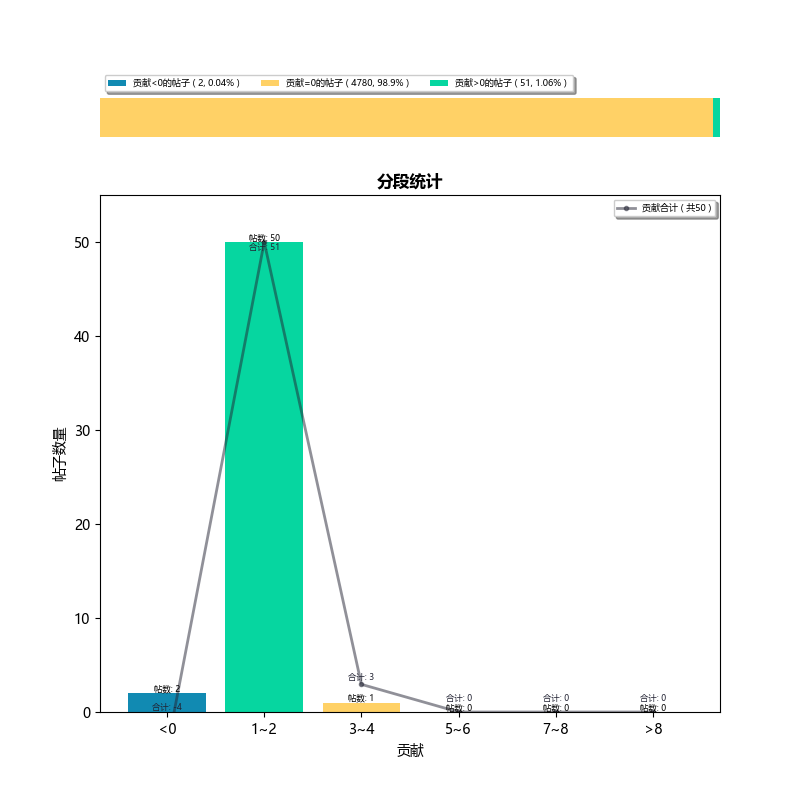 贡献<0的帖子 ( 2, 0.04% ) 贡献=0的帖子 ( 4780, 98.9% ) 贡献>0的帖子 ( 51, 1.06% )
分段统计
贡献合计 ( 共50 )
帖子数量
50
40
30
20
10
0
帖数: 50
合计: 51
帖数: 2
合计: -4
合计: 3
帖数: 1
合计: 0
帖数: 0
合计: 0
帖数: 0
合计: 0
帖数: 0
<0 1~2 3~4 5~6 7~8 >8
贡献